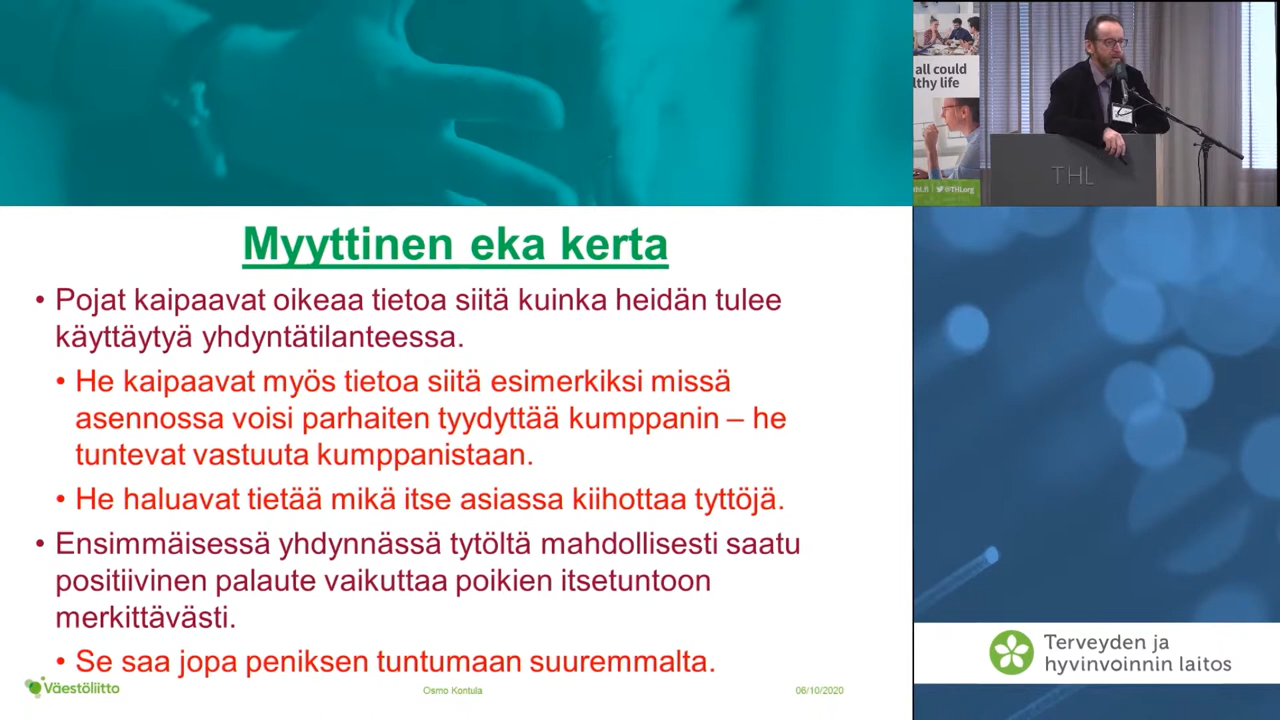 Myyttinen eka kerta
• Pojat kaipaavat oikeaa tietoa siitä kuinka heidän tulee
käyttäytyä yhdyntätilanteessa.
• He kaipaavat myös tietoa siitä esimerkiksi missä
asennossa voisi parhaiten tyydyttää kumppanin – he
tuntevat vastuuta kumppanistaan.
• He haluavat tietää mikä itse asiassa kiihottaa tyttöjä.
• Ensimmäisessä yhdynnässä tytöltä mahdollisesti saatu
positiivinen palaute vaikuttaa poikien itsetuntoon
merkittävästi.
• Se saa jopa peniksen tuntumaan suuremmalta.
Väestöliitto
Osmo Kontula
06/10/2020
all could
lthy life
thl.fi | @THLorg
THL
Terveyden ja
hyvinvoinnin laitos